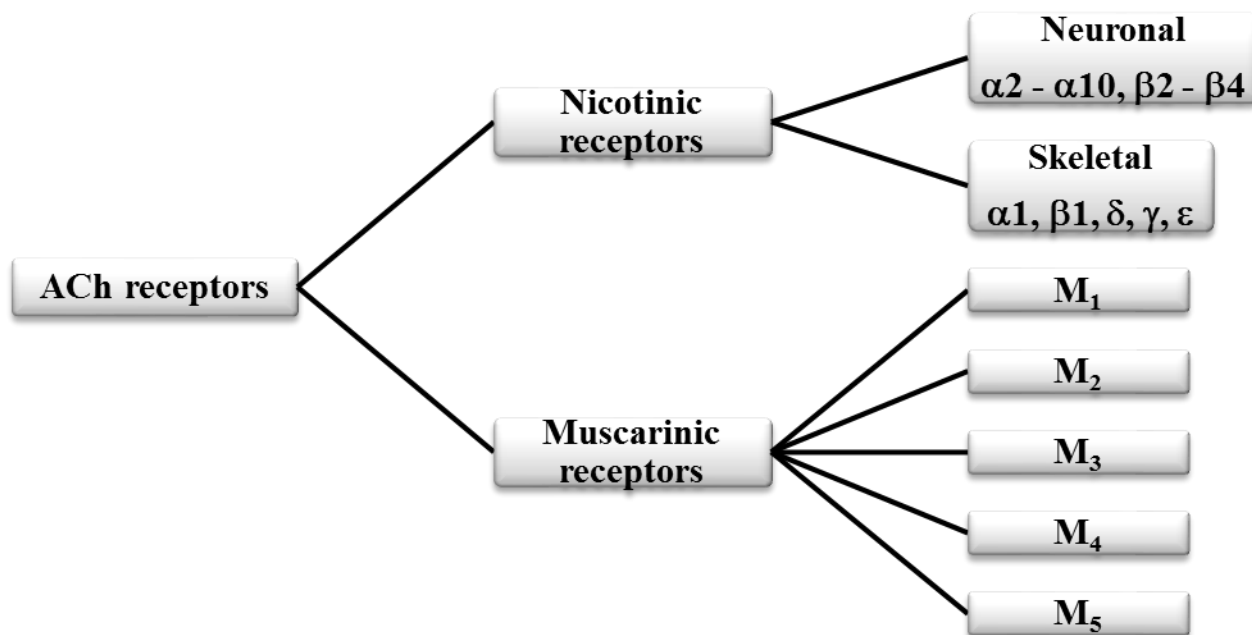 Neuronal
α2 - α10, β2 - β4
Nicotinic
receptors
Skeletal
α1, β1, δ, γ, ε
ACh receptors
M₁
M₂
Muscarinic
receptors
M₃
M₄
M₅